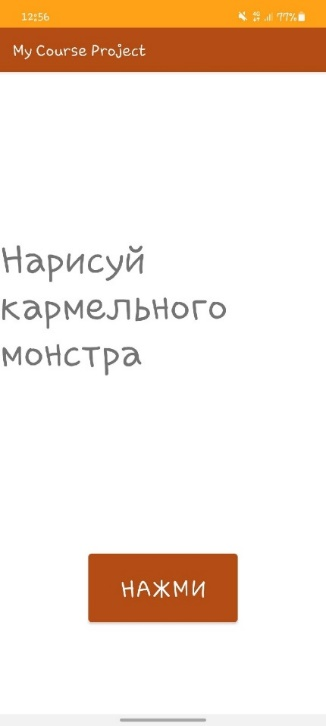 12:56
77%
My Course Project
Нарисуй
кармельного
монстра
НАЖМИ